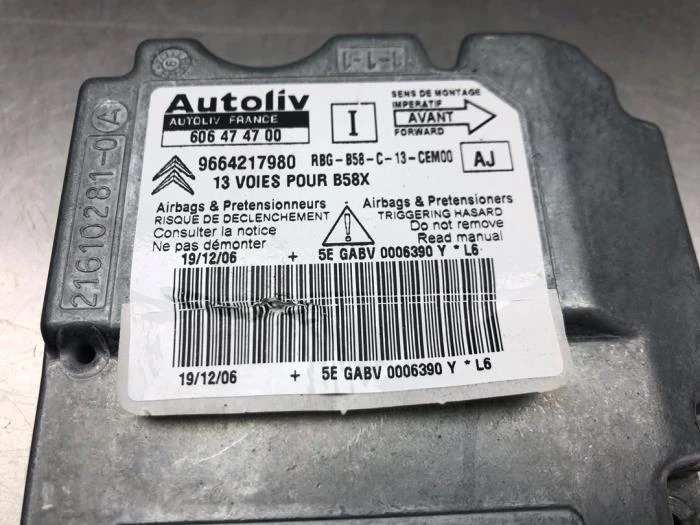 1-1-1
Autoliv
AUTOLIV FRANCE
606 47 47 00
I
SENS DE MONTAGE
IMPERATIF
AVANT
FORWARD
9664217980 RBG-B58-C-13-CEM00 AJ
13 VOIES POUR B58X
Airbags & Pretensionneurs
RISQUE DE DECLENCHEMENT
Consulter la notice
Ne pas démonter
Airbags & Pretensioners
TRIGGERING HASARD
Do not remove
Read manual
19/12/06 + 5E GABV 0006390 Y * L6
19/12/06 + 5E GABV 0006390 Y * L6
21610281-0 A